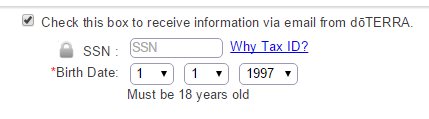 Check this box to receive information via email from dōTERRA.
SSN : SSN Why Tax ID?
*Birth Date: 1 1 1997
Must be 18 years old